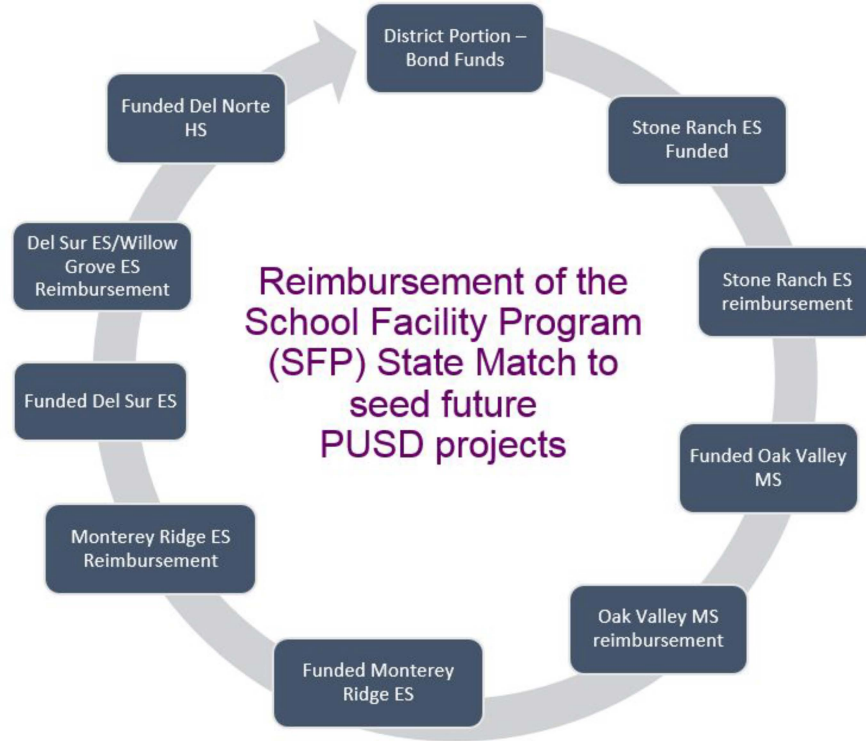 District Portion –
Bond Funds
Stone Ranch ES
Funded
Stone Ranch ES
reimbursement
Funded Oak Valley
MS
Oak Valley MS
reimbursement
Funded Monterey
Ridge ES
Monterey Ridge ES
Reimbursement
Funded Del Sur ES
Del Sur ES/Willow
Grove ES
Reimbursement
Funded Del Norte
HS
Reimbursement of the
School Facility Program
(SFP) State Match to
seed future
PUSD projects